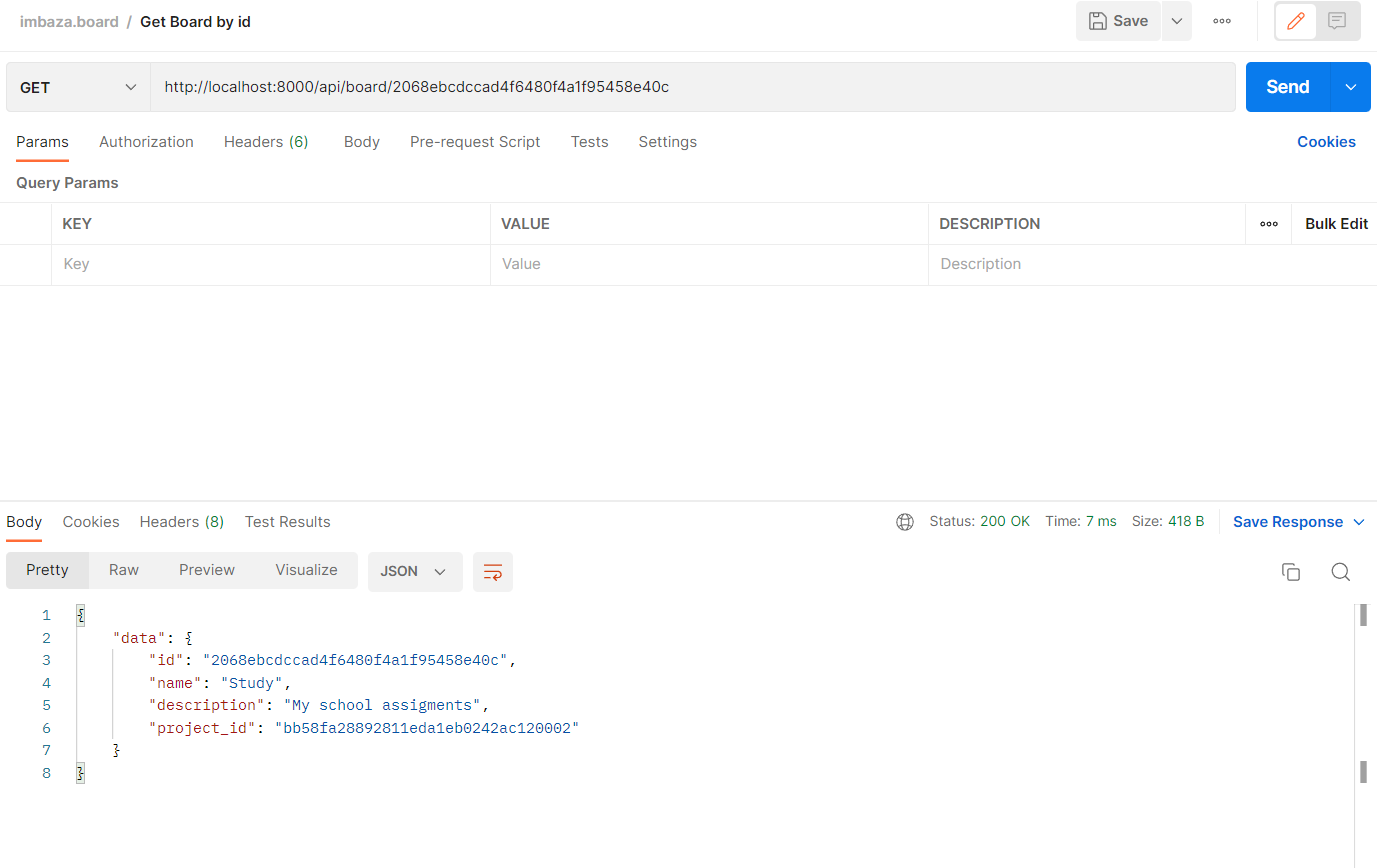 imbaza.board / Get Board by id
Save
GET
http://localhost:8000/api/board/2068ebcdccad4f6480f4a1f95458e40c
Send
Params Authorization Headers (6) Body Pre-request Script Tests Settings Cookies
Query Params
KEY VALUE DESCRIPTION Bulk Edit
Key Value Description
Body Cookies Headers (8) Test Results Status: 200 OK Time: 7 ms Size: 418 B Save Response
Pretty Raw Preview Visualize JSON
1 {
2 "data": {
3 "id": "2068ebcdccad4f6480f4a1f95458e40c",
4 "name": "Study",
5 "description": "My school assigments",
6 "project_id": "bb58fa28892811eda1eb0242ac120002"
7 }
8 }